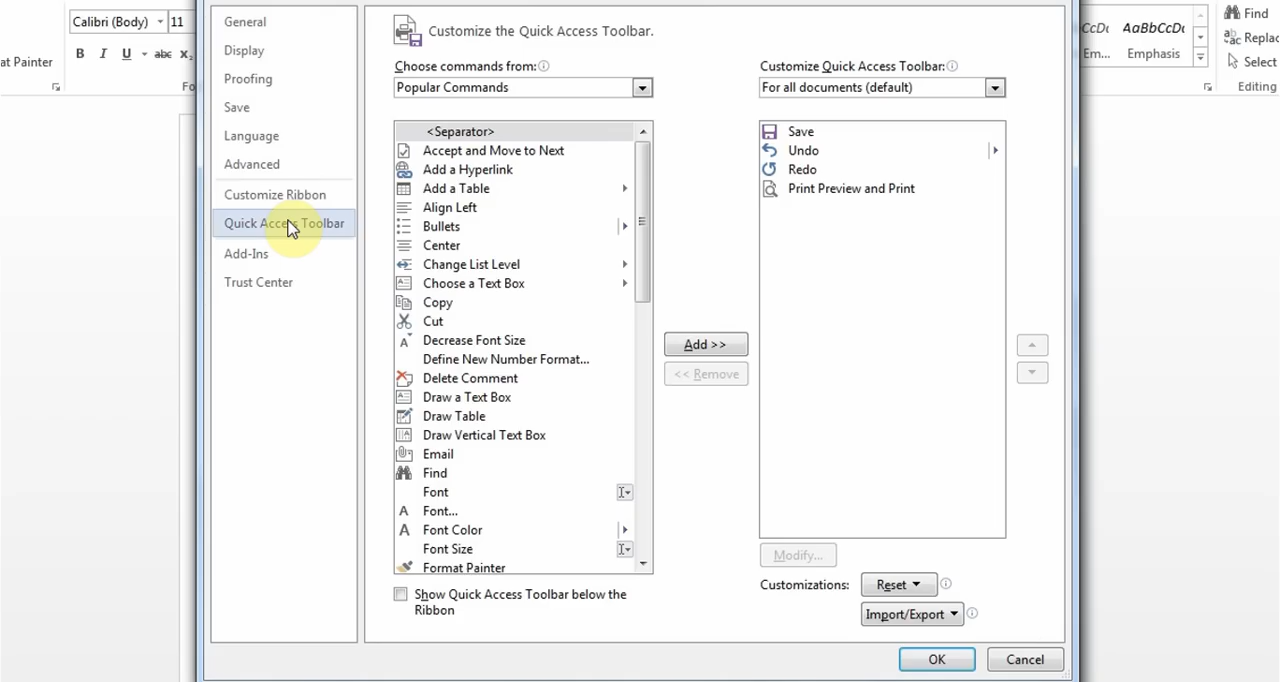 Calibri (Body) 11
at Painter
B I U abc x
AaBbCcDc
Em... Emphasis
Find
Replac
Select
Editing
General
Display
Proofing
Save
Language
Advanced
Customize Ribbon
Quick Access Toolbar
Add-Ins
Trust Center
Customize the Quick Access Toolbar.
Choose commands from:
Popular Commands
<Separator>
Accept and Move to Next
Add a Hyperlink
Add a Table
Align Left
Bullets
Center
Change List Level
Choose a Text Box
Copy
Cut
Decrease Font Size
Define New Number Format...
Delete Comment
Draw a Text Box
Draw Table
Draw Vertical Text Box
Email
Find
Font
Font...
Font Color
Font Size
Format Painter
Show Quick Access Toolbar below the
Ribbon
Add >>
<< Remove
Customize Quick Access Toolbar:
For all documents (default)
Save
Undo
Redo
Print Preview and Print
Modify...
Customizations: Reset
Import/Export
OK Cancel